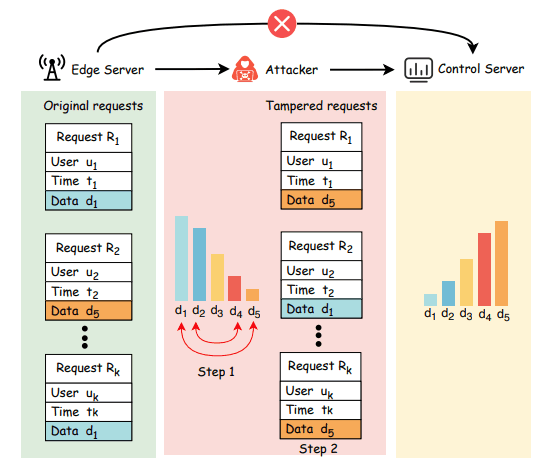 Edge Server
Attacker
Control Server
Original requests
Request R1
User u1
Time t1
Data d1
Request R2
User u2
Time t2
Data d5
Request Rk
User uk
Time tk
Data d1
d1 d2 d3 d4 d5
Step 1
Tampered requests
Request R1
User u1
Time t1
Data d5
Request R2
User u2
Time t2
Data d1
Request Rk
User uk
Time tk
Data d5
Step 2
d1 d2 d3 d4 d5